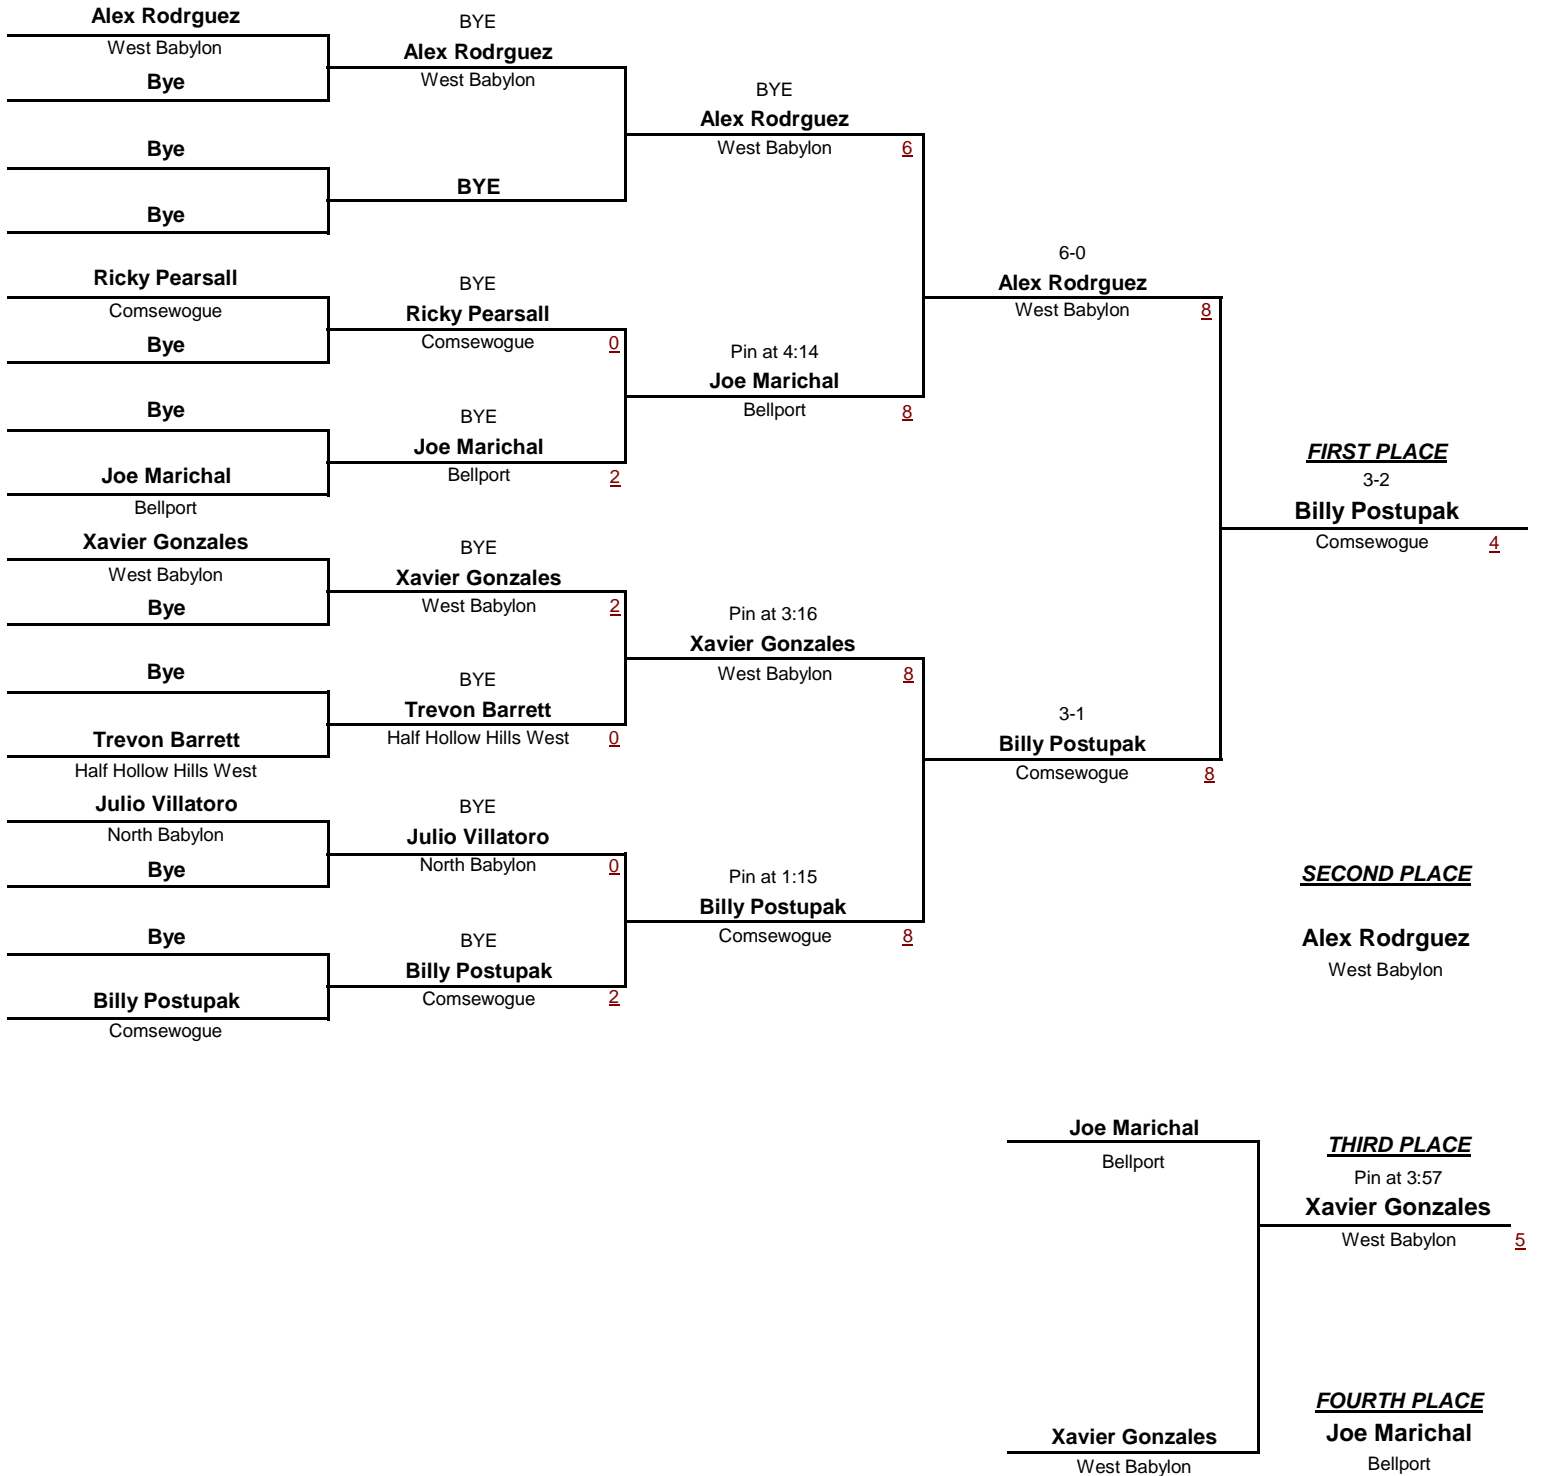 Alex Rodrguez
West Babylon
Bye
Bye
Bye
Ricky Pearsall
Comsewogue
Bye
Bye
Joe Marichal
Bellport
Xavier Gonzales
West Babylon
Bye
Bye
Trevon Barrett
Half Hollow Hills West
Julio Villatoro
North Babylon
Bye
Bye
Billy Postupak
Comsewogue
BYE
Alex Rodrguez
West Babylon
BYE
BYE
Ricky Pearsall
Comsewogue 0
BYE
Joe Marichal
Bellport 2
BYE
Xavier Gonzales
West Babylon 2
BYE
Trevon Barrett
Half Hollow Hills West 0
BYE
Julio Villatoro
North Babylon 0
BYE
Billy Postupak
Comsewogue 2
BYE
Alex Rodrguez
West Babylon 6
Pin at 4:14
Joe Marichal
Bellport 8
Pin at 3:16
Xavier Gonzales
West Babylon 8
Pin at 1:15
Billy Postupak
Comsewogue 8
6-0
Alex Rodrguez
West Babylon 8
3-1
Billy Postupak
Comsewogue 8
FIRST PLACE
3-2
Billy Postupak
Comsewogue 4
SECOND PLACE
Alex Rodrguez
West Babylon
Joe Marichal
Bellport
Xavier Gonzales
West Babylon
THIRD PLACE
Pin at 3:57
Xavier Gonzales
West Babylon 5
FOURTH PLACE
Joe Marichal
Bellport